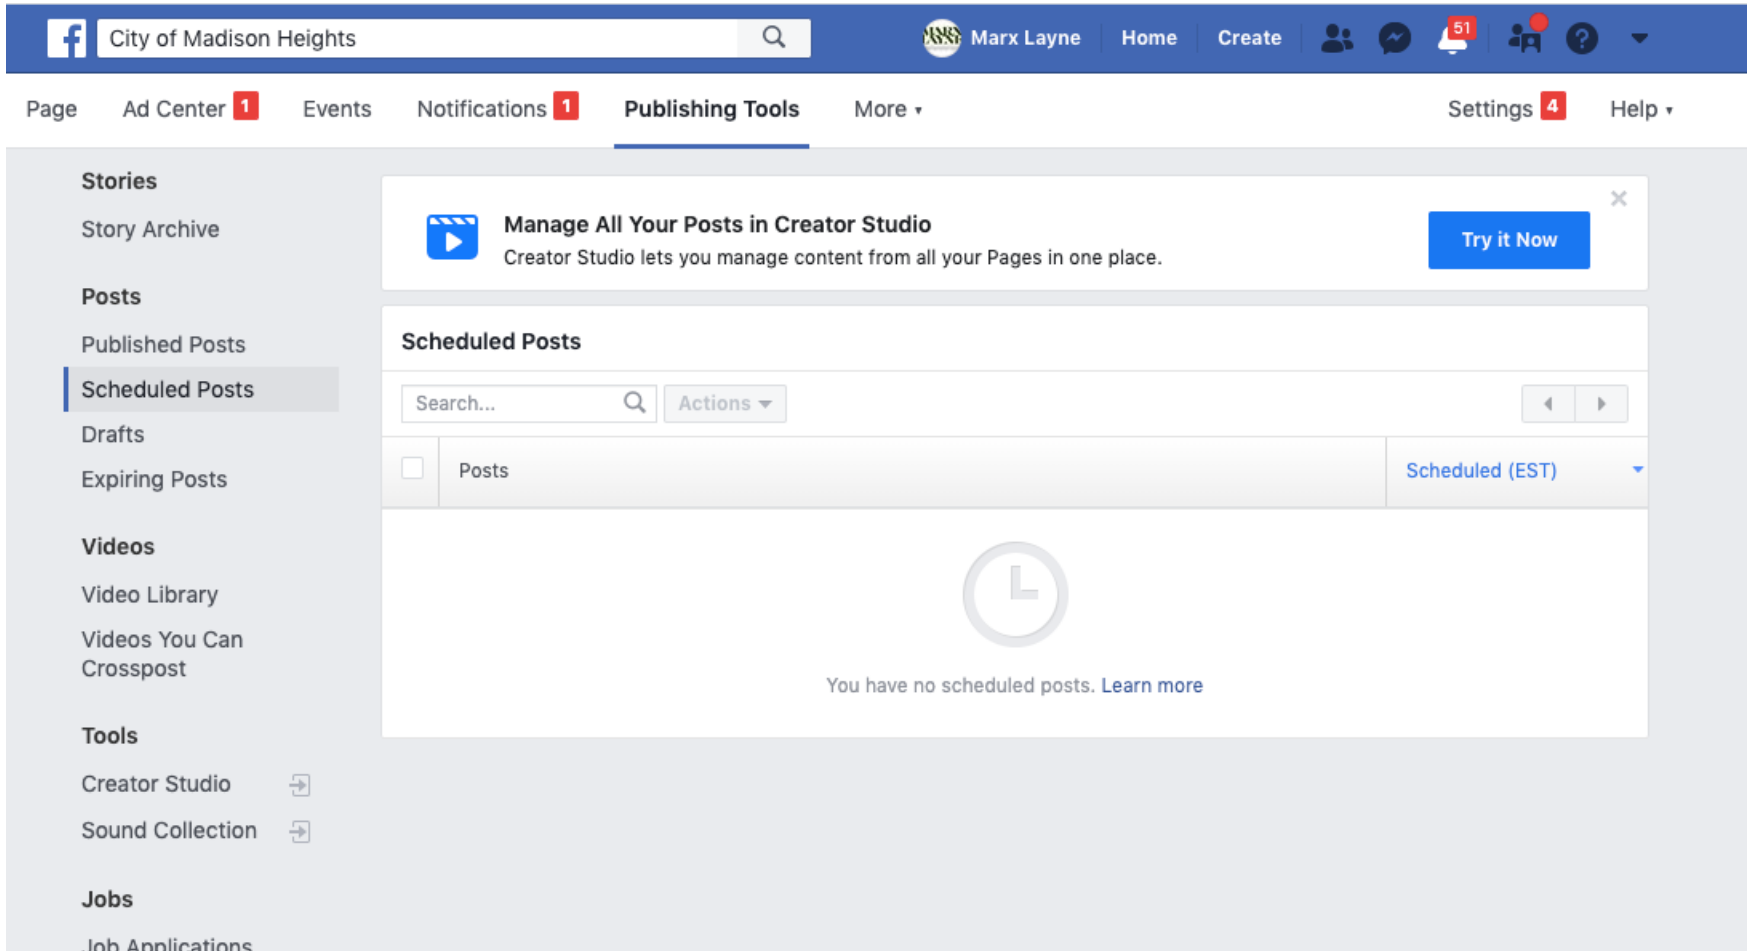 f City of Madison Heights Marx Layne Home Create 51
Page Ad Center 1 Events Notifications 1 Publishing Tools More Settings 4 Help
Stories
Story Archive
Posts
Published Posts
Scheduled Posts
Drafts
Expiring Posts
Videos
Video Library
Videos You Can
Crosspost
Tools
Creator Studio
Sound Collection
Jobs
Job Applications
Manage All Your Posts in Creator Studio
Creator Studio lets you manage content from all your Pages in one place.
Try it Now
Scheduled Posts
Search... Actions
Posts Scheduled (EST)
You have no scheduled posts. Learn more